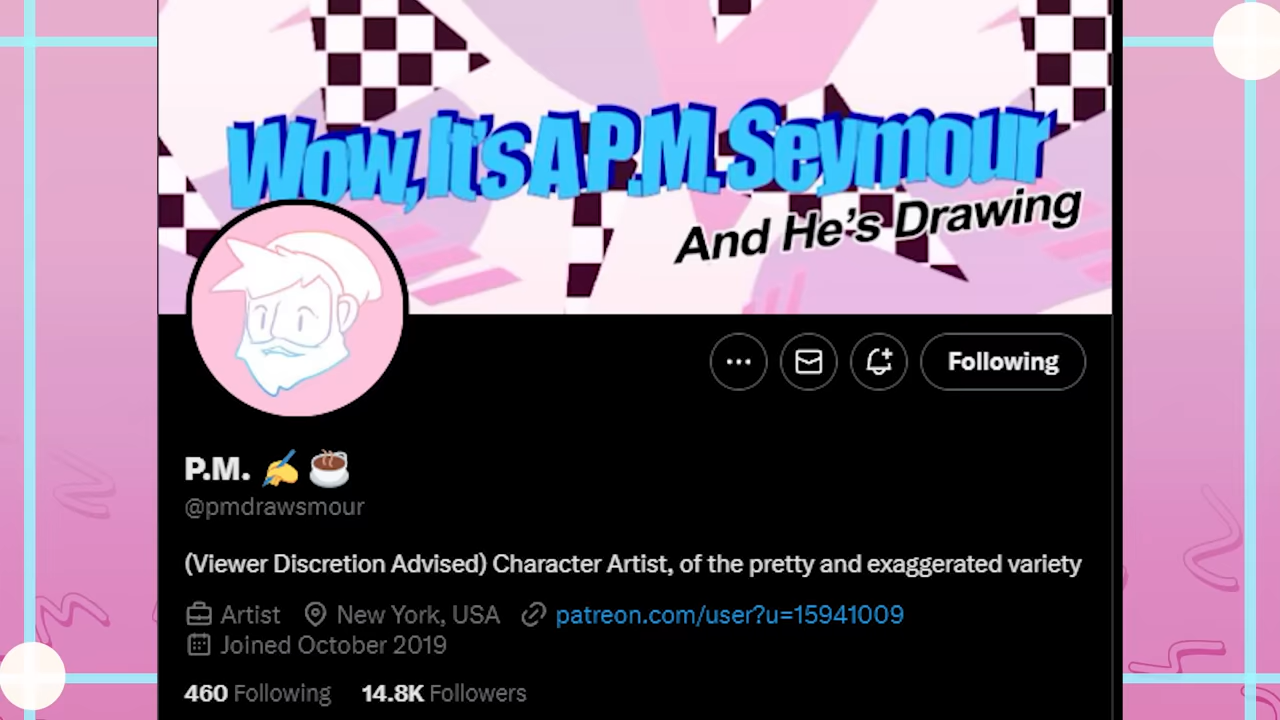 Wow, It's A P.M. Seymour
And He's Drawing
Following
P.M. ✍️ ☕
@pmdrawsmour
(Viewer Discretion Advised) Character Artist, of the pretty and exaggerated variety
Artist New York, USA patreon.com/user?u=15941009
Joined October 2019
460 Following 14.8K Followers